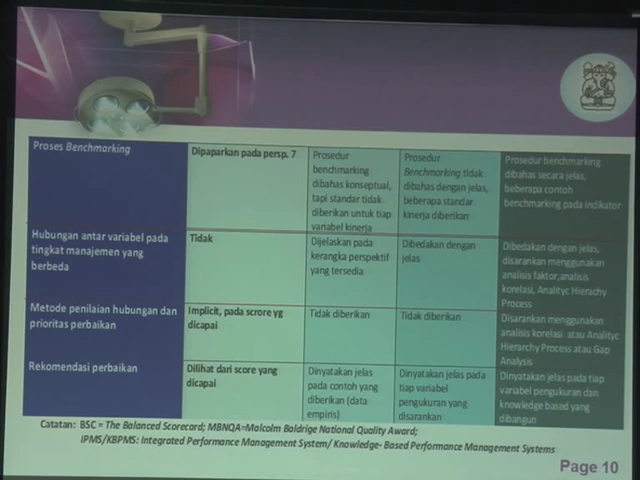 Proses Benchmarking
Dipaparkan pada persp. 7
Prosedur
benchmarking
dibahas konseptual,
tapi standar tidak
diberikan untuk tiap
variabel kinerja
Prosedur
Benchmarking tidak
dibahas dengan jelas,
beberapa standar
kinerja diberikan
Prosedur benchmarking
dibahas secara jelas,
beberapa contoh
benchmarking pada indikator
Hubungan antar variabel pada
tingkat manajemen yang
berbeda
Tidak
Dijelaskan pada
kerangka perspektif
yang tersedia
Dibedakan dengan
jelas
Dibedakan dengan jelas,
disarankan menggunakan
analisis faktor,analisis
korelasi, Analityc Hierachy
Process
Metode penilaian hubungan dan
prioritas perbaikan
Implicit, pada scrore yg
dicapai
Tidak diberikan
Tidak diberikan
Disarankan menggunakan
analisis korelasi atau Analityc
Hierarchy Process atau Gap
Analysis
Rekomendasi perbaikan
Dilihat dari score yang
dicapai
Dinyatakan jelas
pada contoh yang
diberikan (data
empiris)
Dinyatakan jelas pada
tiap variabel
pengukuran yang
disarankan
Dinyatakan jelas pada tiap
variabel pengukuran dan
knowledge based yang
dibangun
Catatan: BSC = The Balanced Scorecard; MBNQA=Malcolm Baldrige National Quality Award;
IPMS/KBPMS: Integrated Performance Management System/ Knowledge- Based Performance Management Systems
Page 10